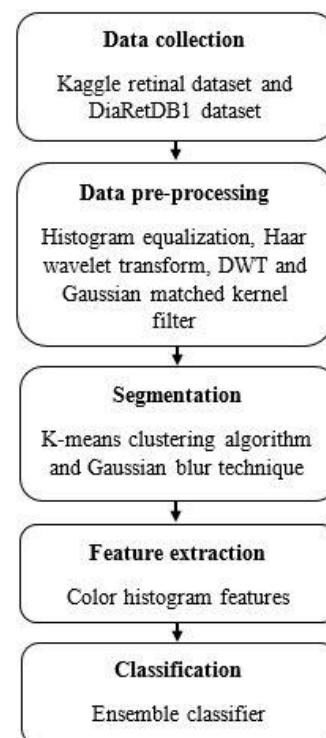 Data collection
Kaggle retinal dataset and
DiaRetDB1 dataset
Data pre-processing
Histogram equalization, Haar
wavelet transform, DWT and
Gaussian matched kernel
filter
Segmentation
K-means clustering algorithm
and Gaussian blur technique
Feature extraction
Color histogram features
Classification
Ensemble classifier